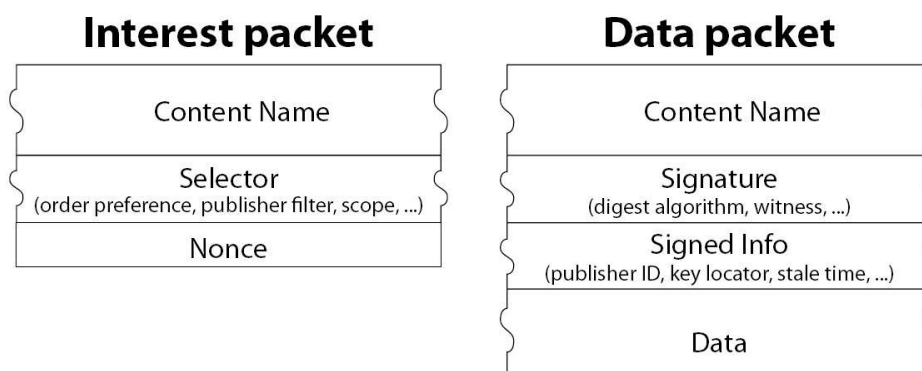 Interest packet
Content Name
Selector
(order preference, publisher filter, scope, ...)
Nonce
Data packet
Content Name
Signature
(digest algorithm, witness, ...)
Signed Info
(publisher ID, key locator, stale time, ...)
Data